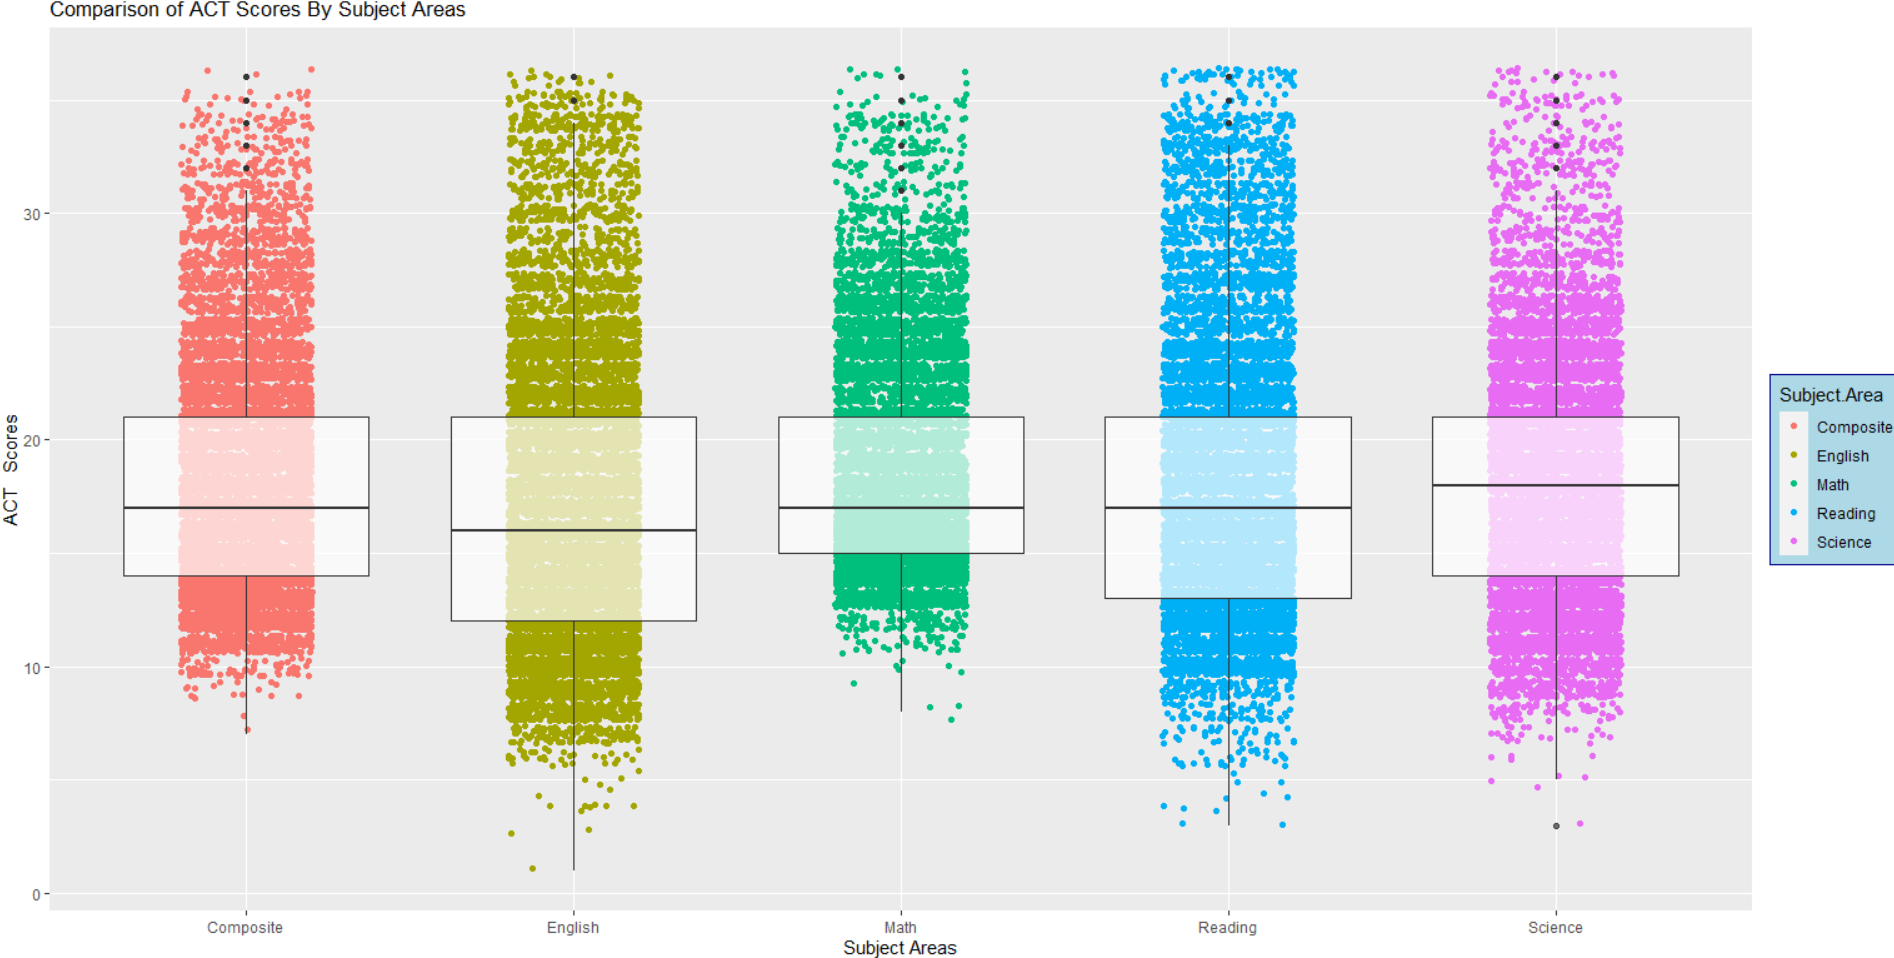 Comparison of ACT Scores By Subject Areas
30
20
10
0
ACT Scores
Composite English Math Reading Science
Subject Areas
Subject.Area
Composite
English
Math
Reading
Science